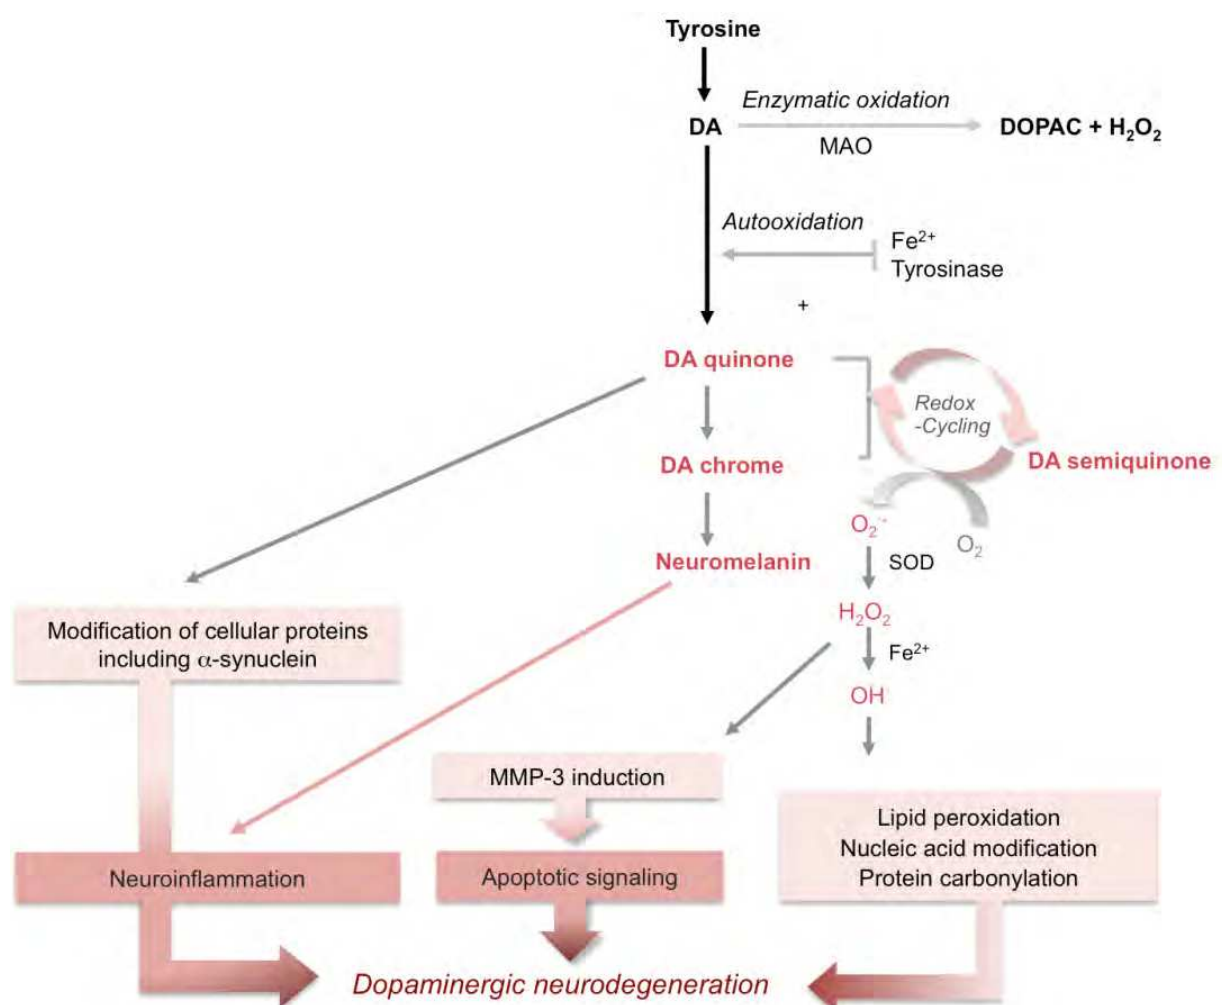 Tyrosine
Enzymatic oxidation
DA
MAO
DOPAC + H₂O₂
Autooxidation
Fe²⁺
Tyrosinase
+
DA quinone
Redox
-Cycling
DA chrome
DA semiquinone
O₂·⁻
O₂
SOD
Neuromelanin
H₂O₂
Fe²⁺
OH
Modification of cellular proteins
including α-synuclein
MMP-3 induction
Lipid peroxidation
Nucleic acid modification
Protein carbonylation
Neuroinflammation
Apoptotic signaling
Dopaminergic neurodegeneration